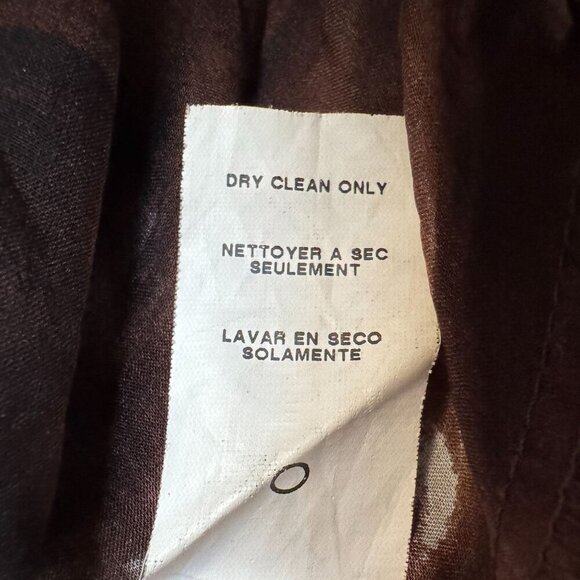 DRY CLEAN ONLY
NETTOYER A SEC
SEULEMENT
LAVAR EN SECO
SOLAMENTE